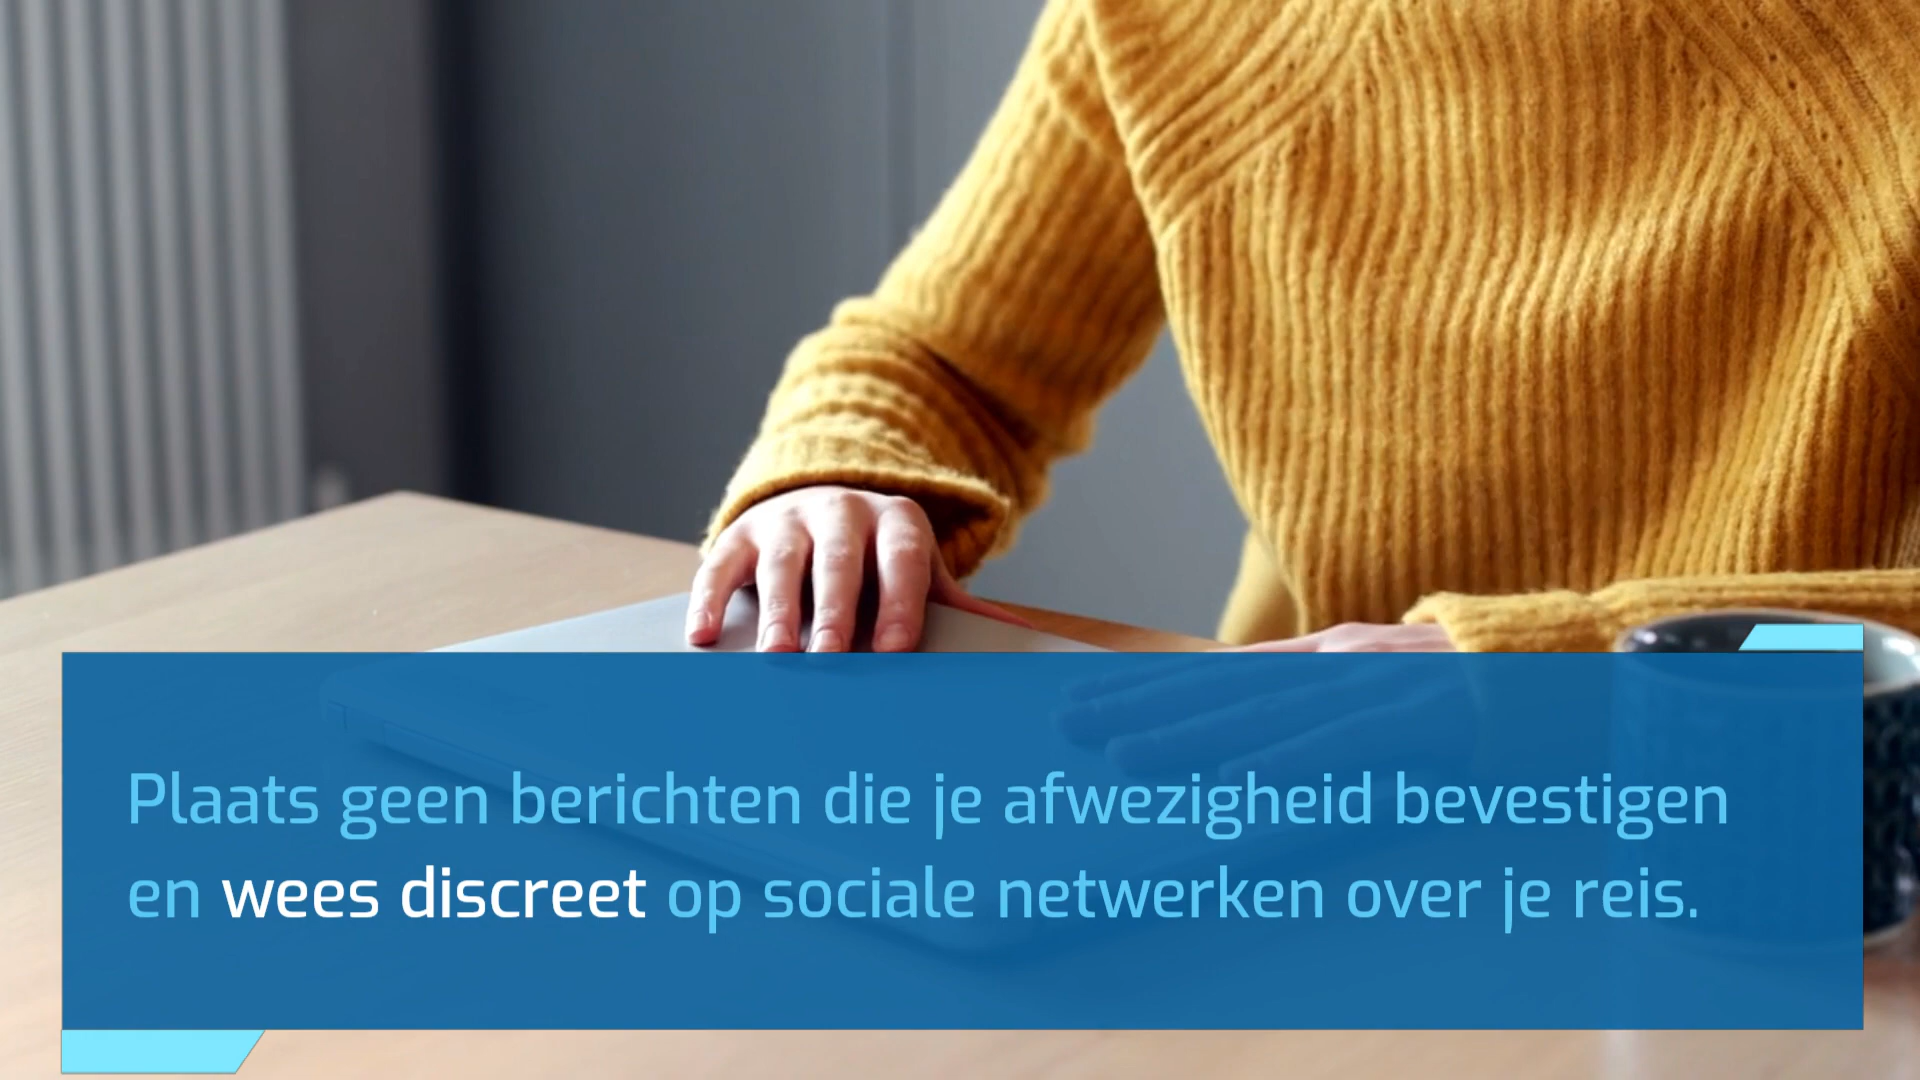 Plaats geen berichten die je afwezigheid bevestigen
en wees discreet op sociale netwerken over je reis.